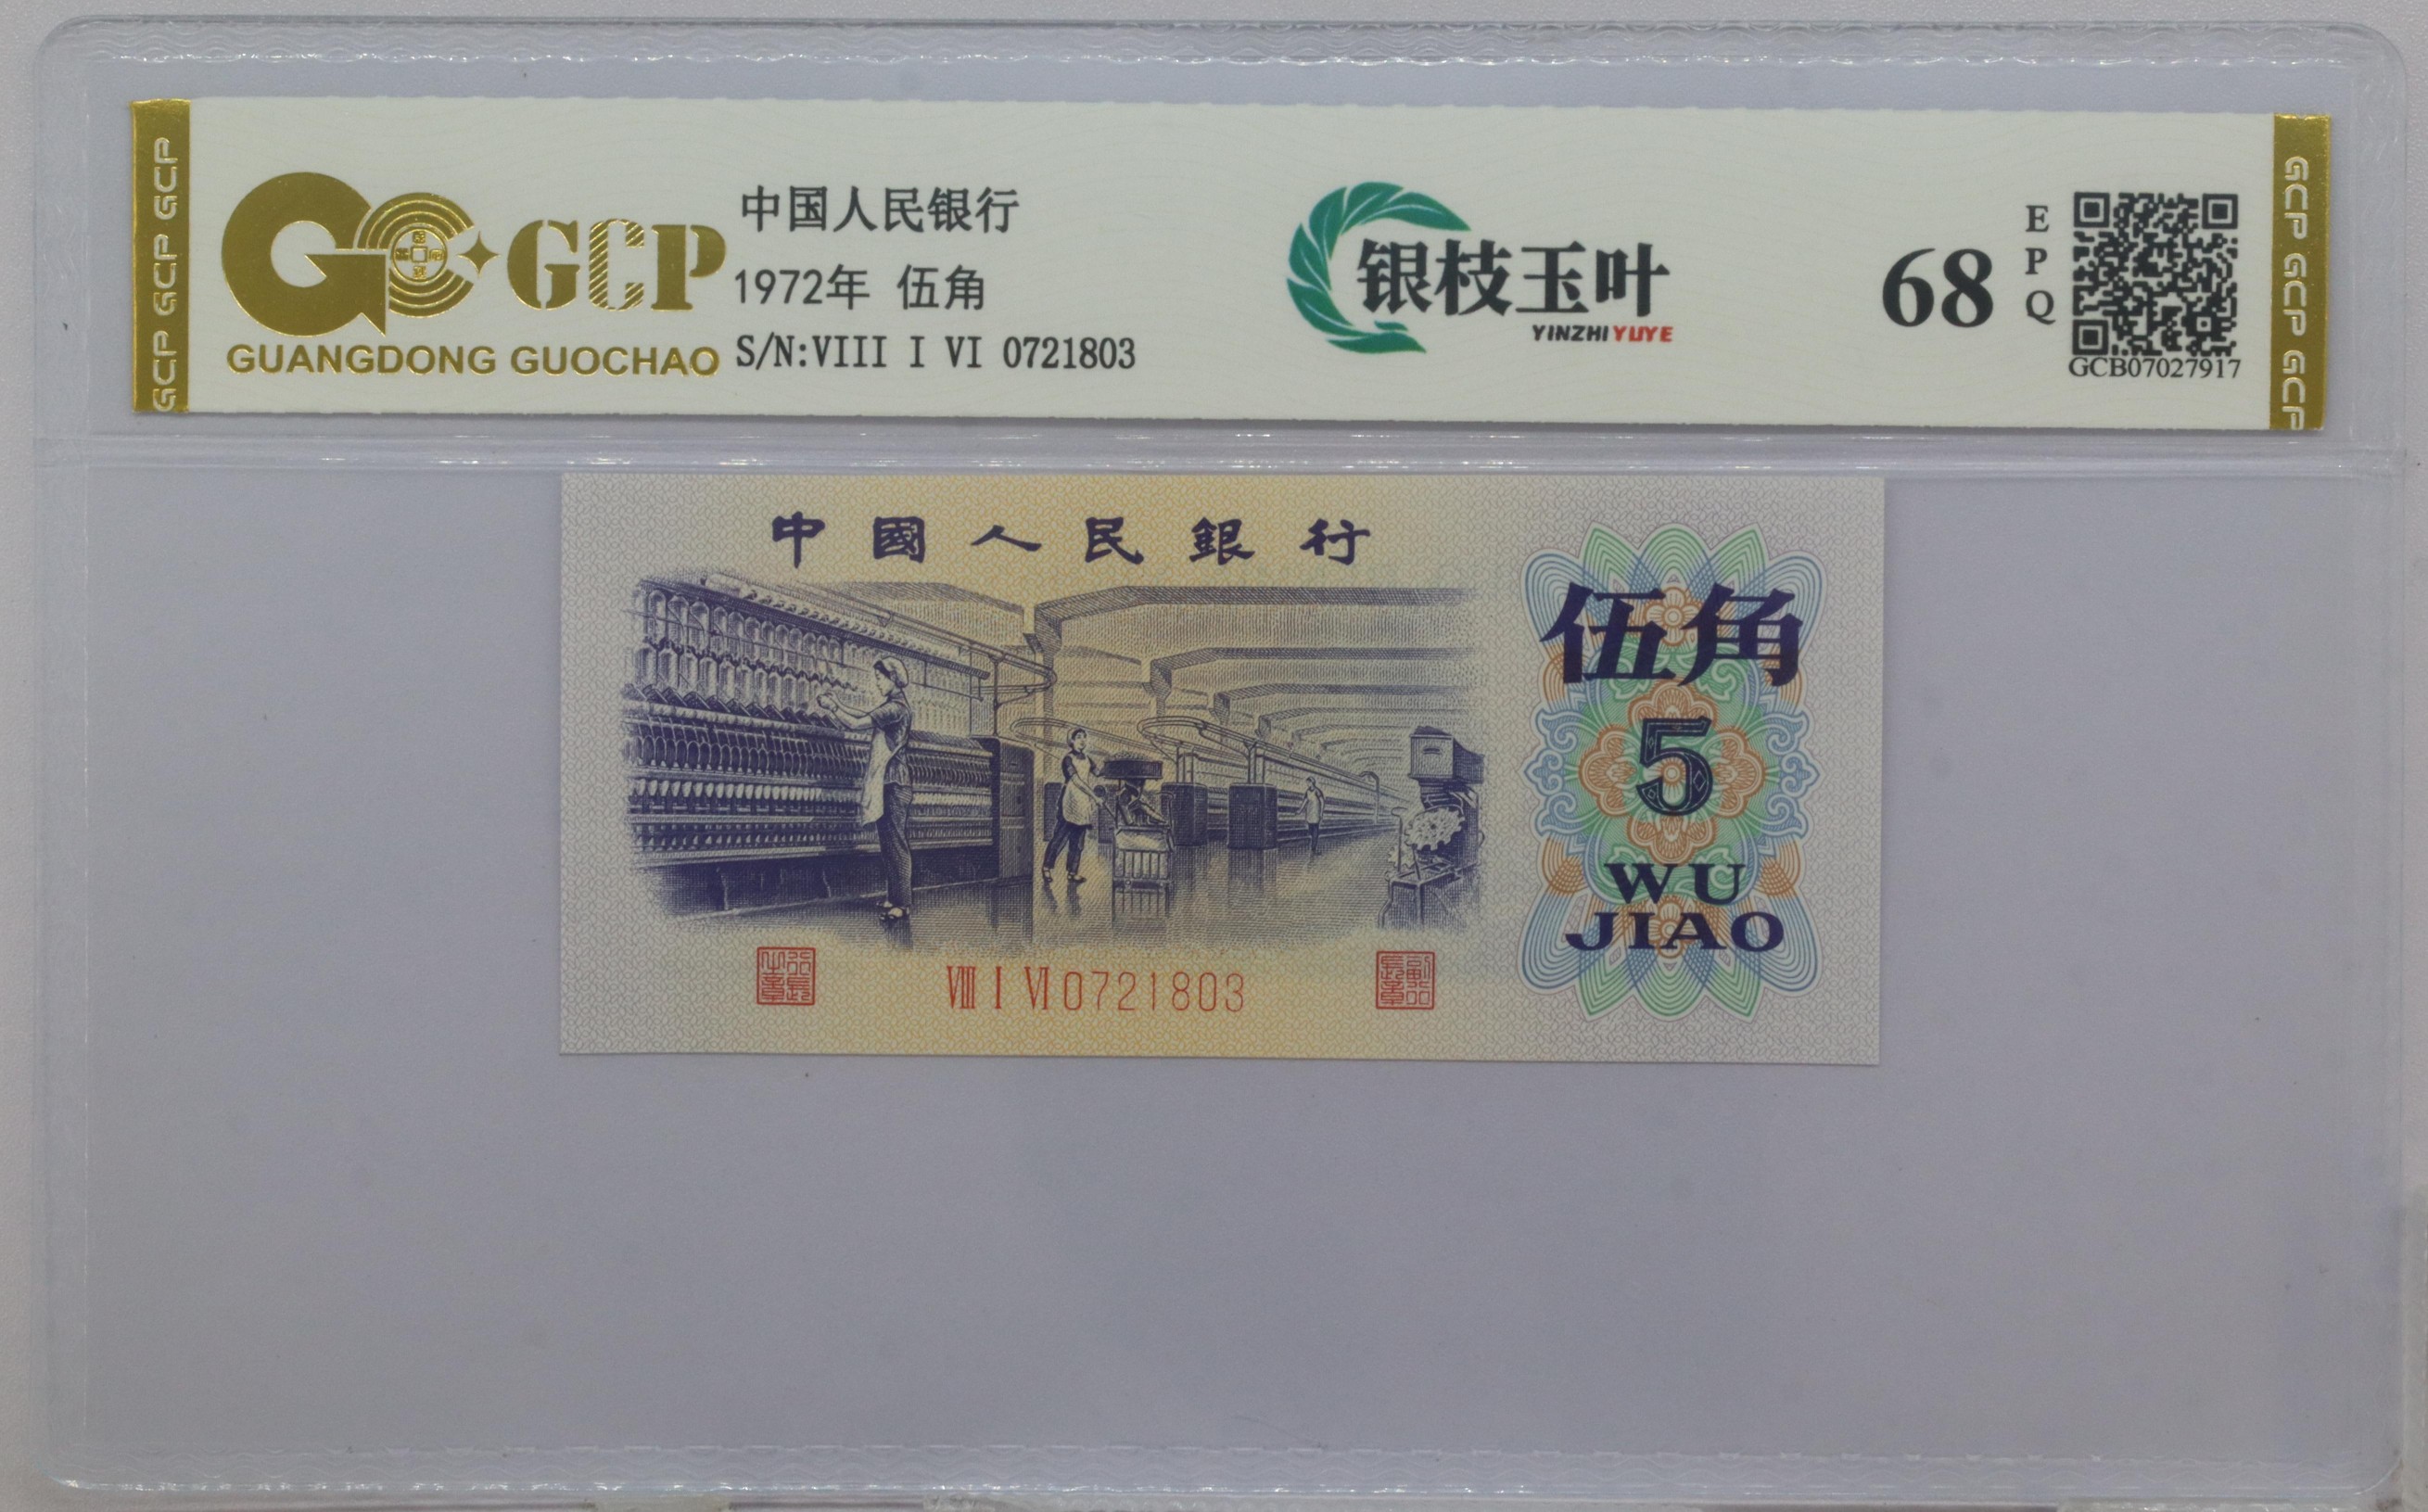 GCP GCP GCP
GCP
GUANGDONG GUOCHAO
中国人民银行
1972年 伍角
S/N:VIII I VI 0721803
银枝玉叶
YINZHIYUYE
68
EPQ
GCB07027917
GCP GCP GCP
中國人民銀行
伍角
5
WU
JIAO
VIII I VI 0721803